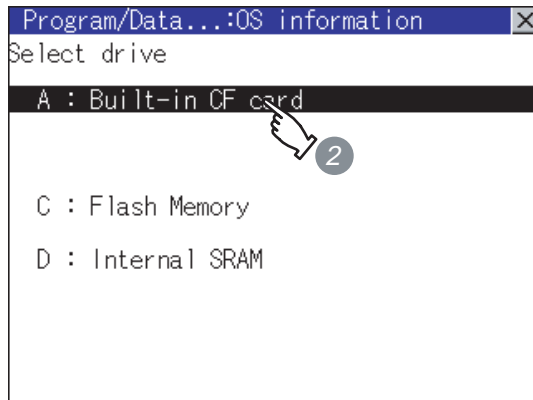 Program/Data...:OS information ×
Select drive
A : Built-in CF card
2
C : Flash Memory
D : Internal SRAM